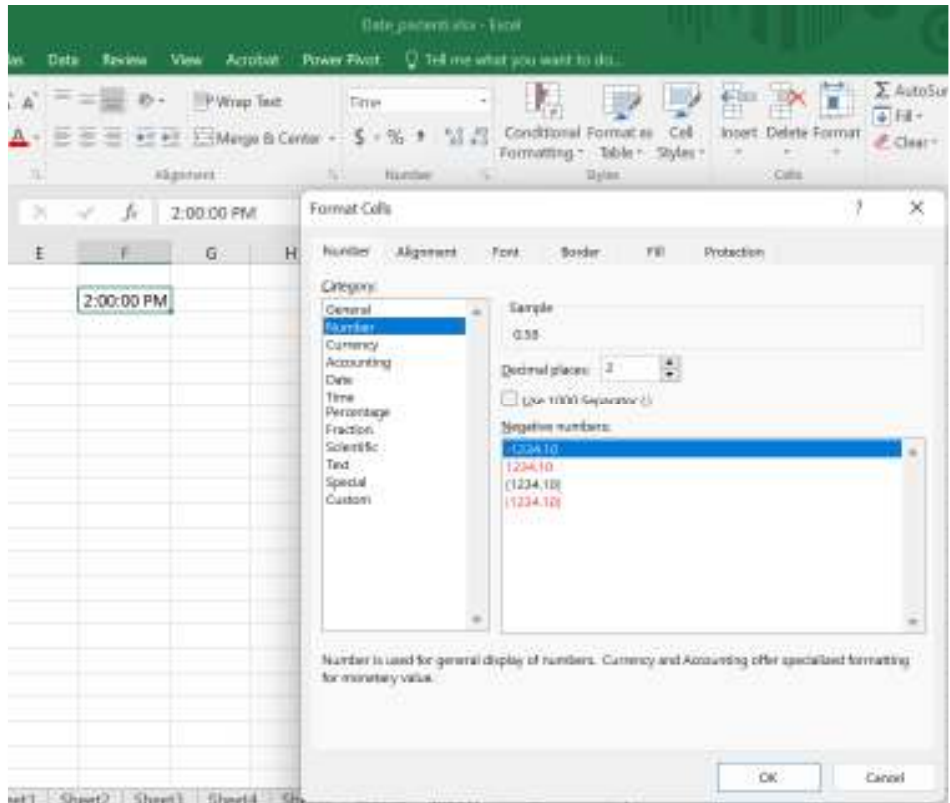 Date_pacienti.xlsx - Excel
Data Review View Acrobat Power Pivot Tell me what you want to do...
Wrap Text
Time
AutoSum
Merge & Center
$ %
Conditional Formatting
Format as Table
Cell Styles
Insert Delete Format
Fill
Clear
Alignment Number Styles Cells
fx 2:00:00 PM
E F G H
2:00:00 PM
Format Cells ? ×
Number Alignment Font Border Fill Protection
Category:
General
Number
Currency
Accounting
Date
Time
Percentage
Fraction
Scientific
Text
Special
Custom
Sample
0.58
Decimal places: 2
Use 1000 Separator (,)
Negative numbers:
-1234.10
1234.10
(1234.10)
(1234.10)
Number is used for general display of numbers. Currency and Accounting offer specialized formatting
for monetary value.
OK Cancel
Sheet2 Sheet3 Sheet4